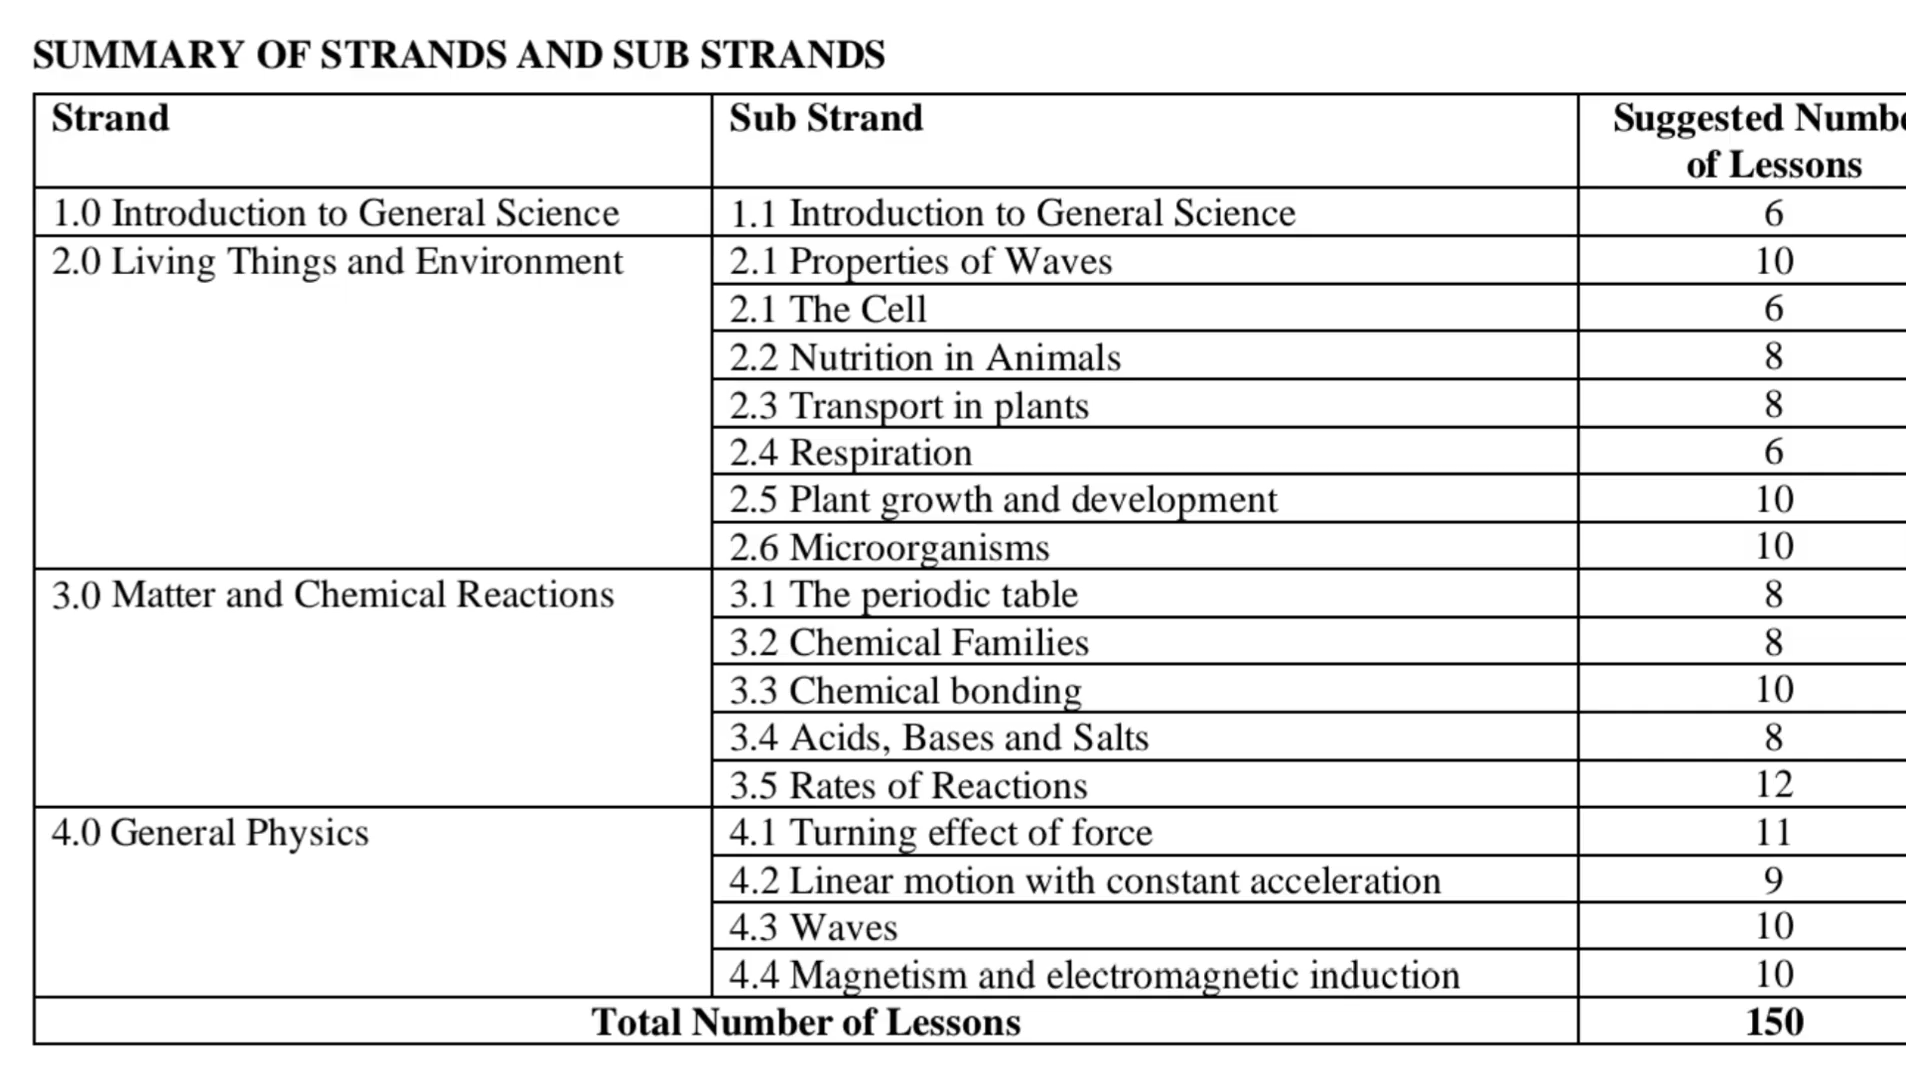 SUMMARY OF STRANDS AND SUB STRANDS
Strand Sub Strand Suggested Numbe
of Lessons
1.0 Introduction to General Science 1.1 Introduction to General Science 6
2.0 Living Things and Environment 2.1 Properties of Waves 10
2.1 The Cell 6
2.2 Nutrition in Animals 8
2.3 Transport in plants 8
2.4 Respiration 6
2.5 Plant growth and development 10
2.6 Microorganisms 10
3.0 Matter and Chemical Reactions 3.1 The periodic table 8
3.2 Chemical Families 8
3.3 Chemical bonding 10
3.4 Acids, Bases and Salts 8
3.5 Rates of Reactions 12
4.0 General Physics 4.1 Turning effect of force 11
4.2 Linear motion with constant acceleration 9
4.3 Waves 10
4.4 Magnetism and electromagnetic induction 10
Total Number of Lessons 150